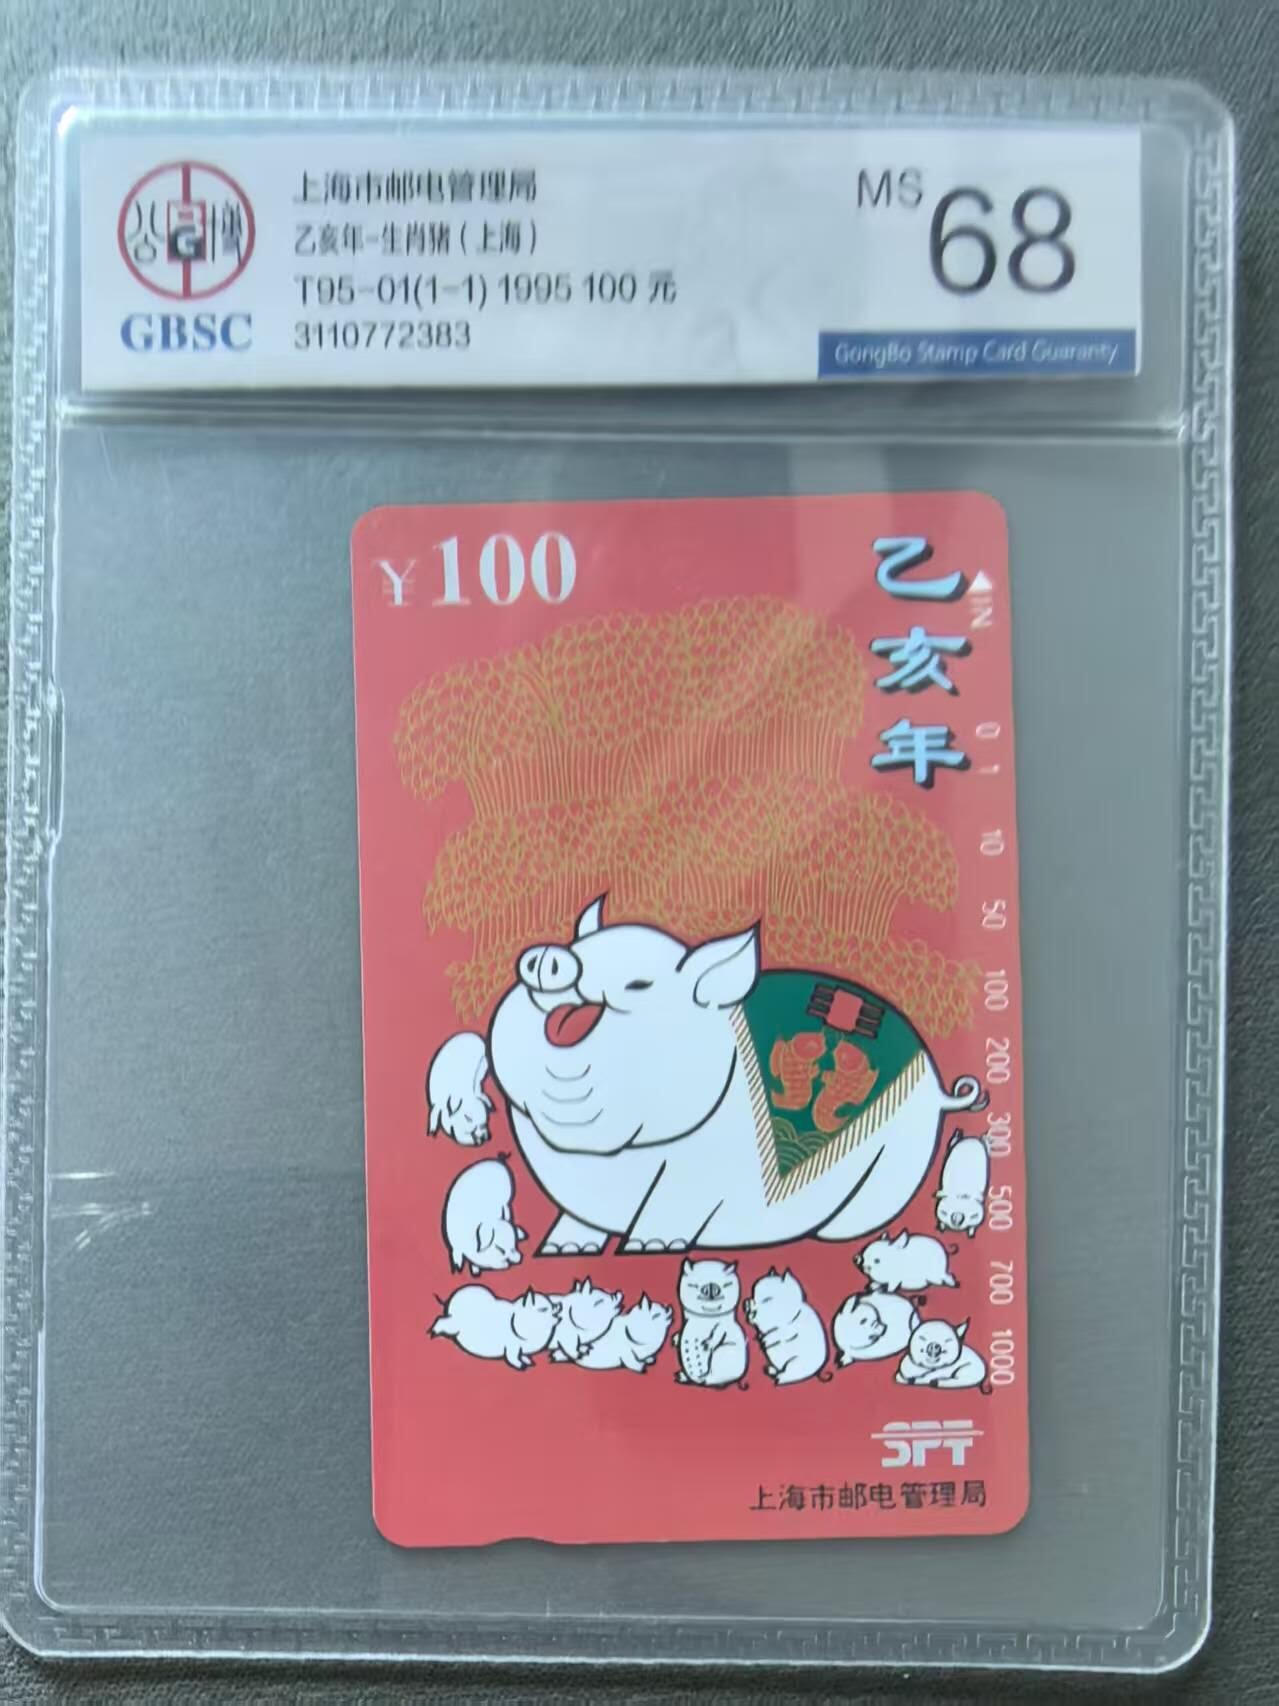 上海市邮电管理局
乙亥年-生肖猪（上海）
T95-01(1-1) 1995 100 元
3110772383
公博
G
GBSC
MS 68
GongBo Stamp Card Guaranty
¥100
乙亥年
IN
0 1 10 50 100 200 300 500 700 1000
SPT
上海市邮电管理局